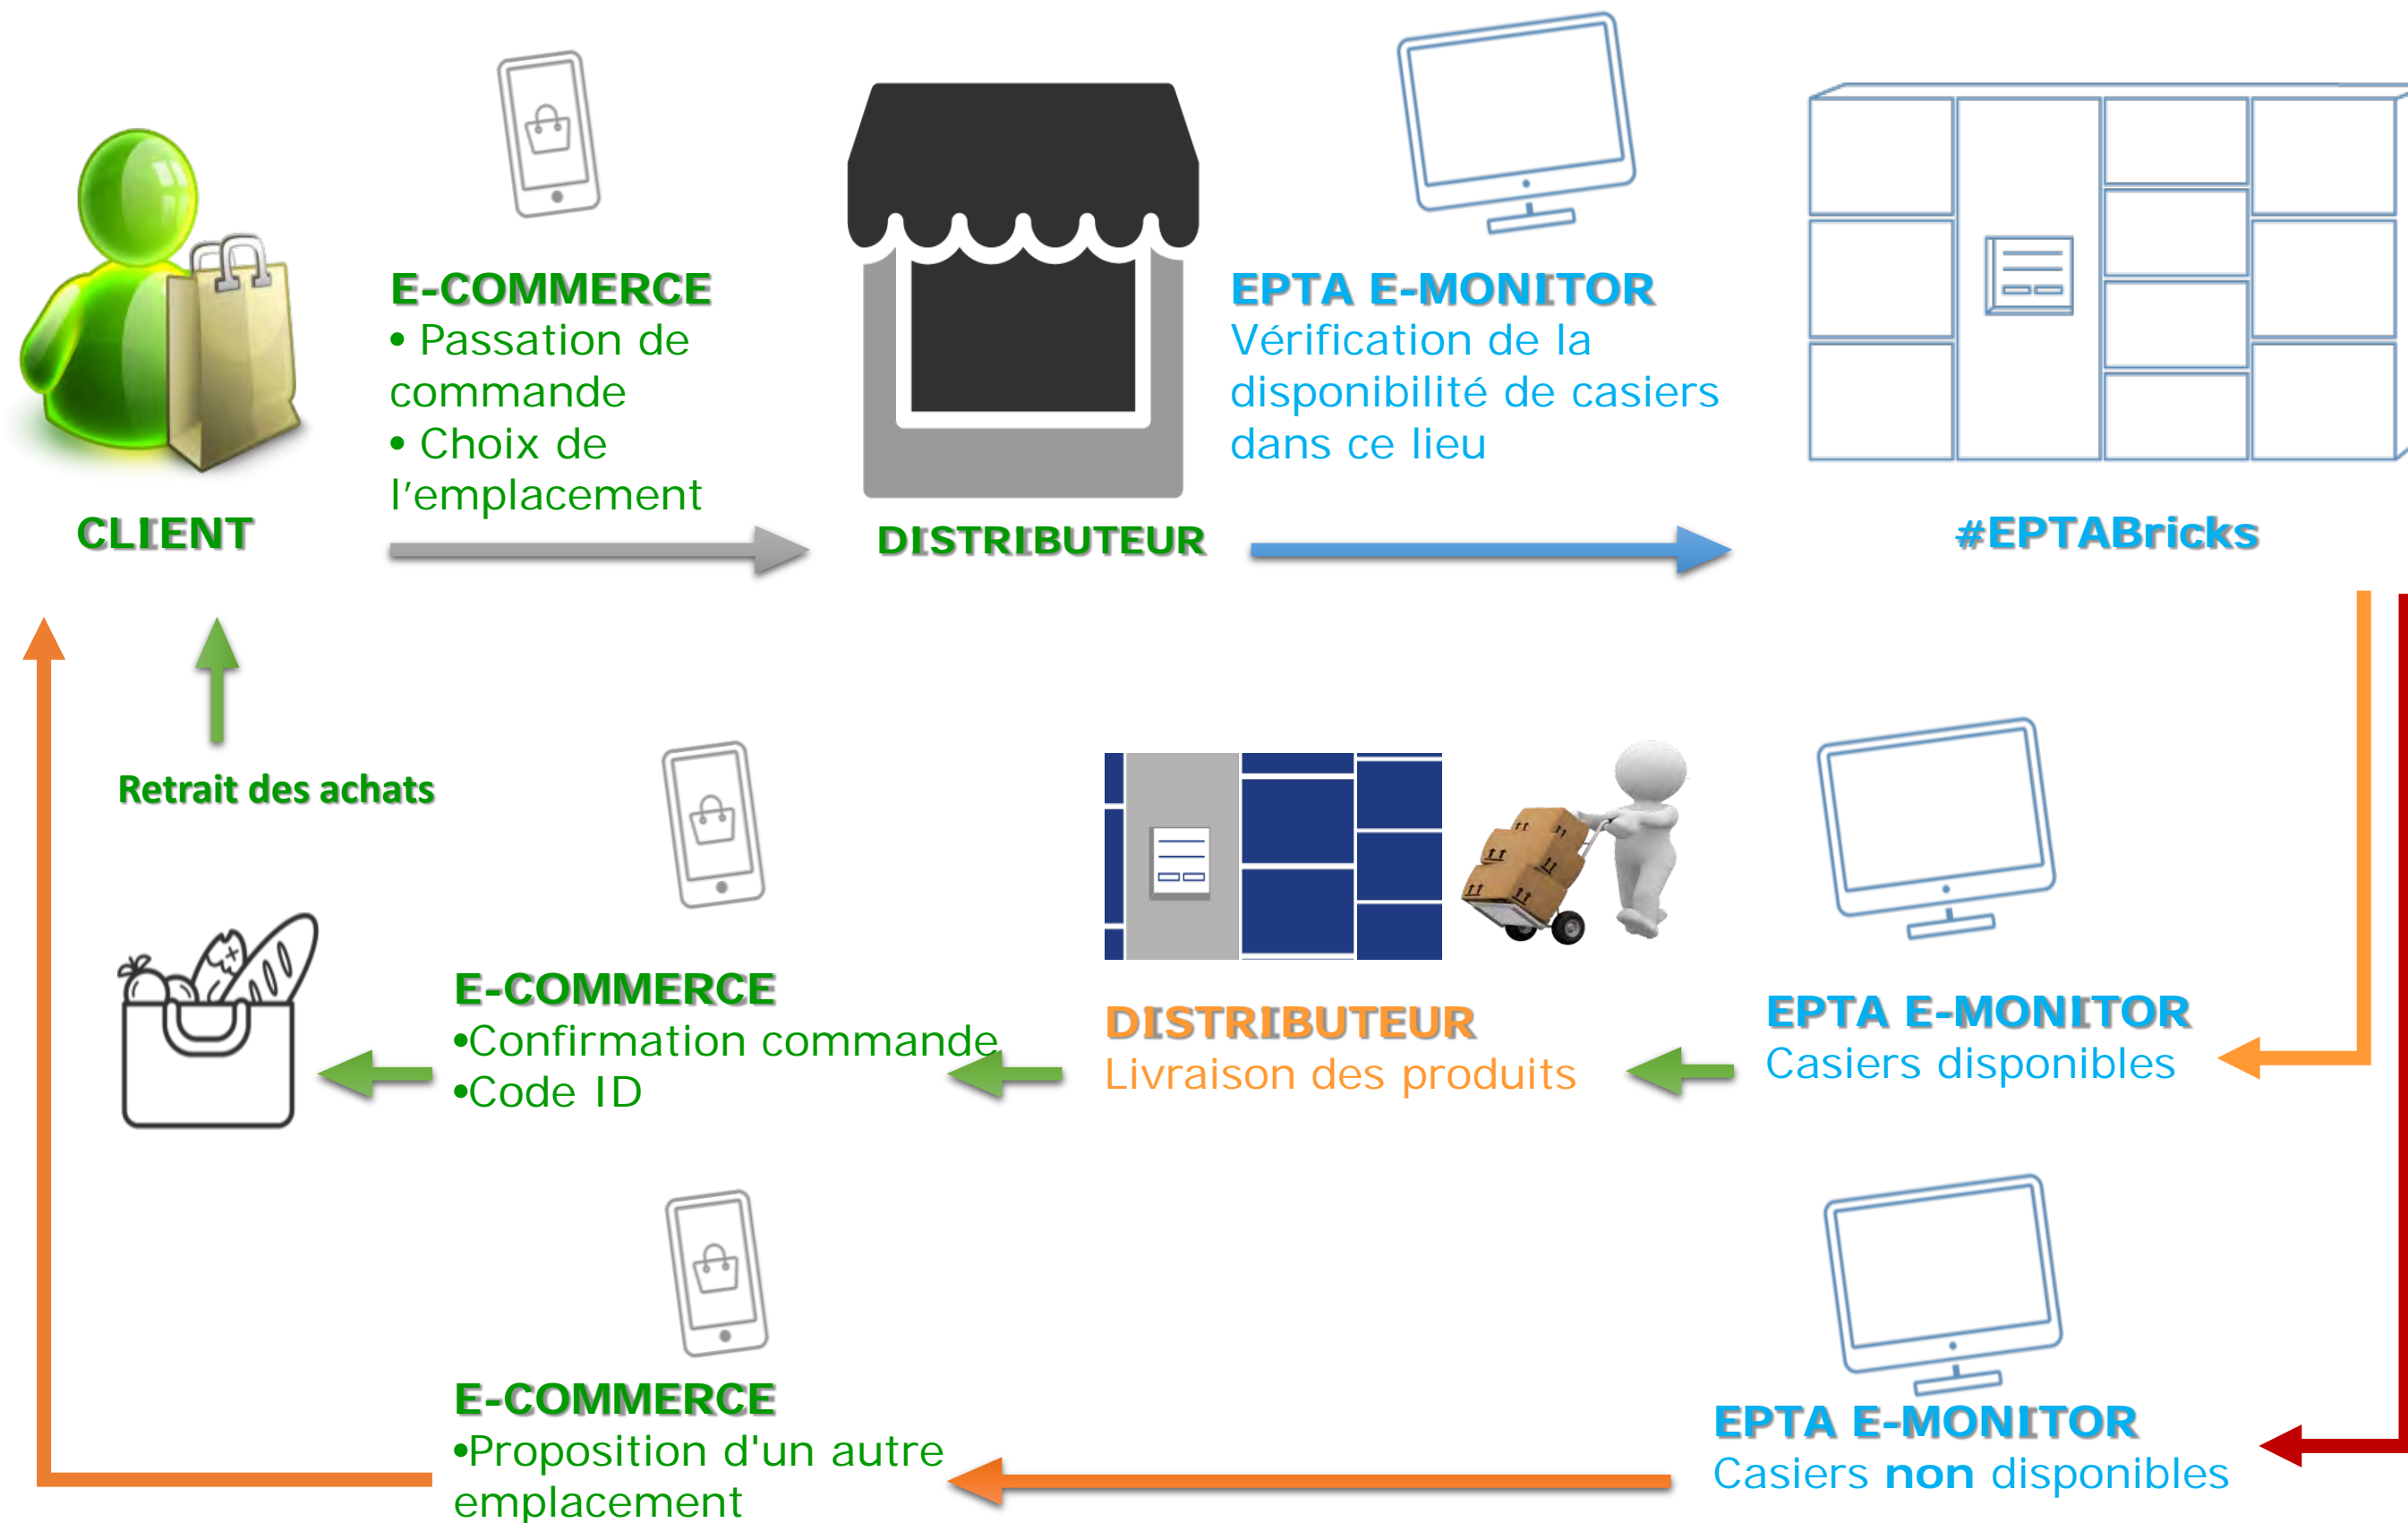 CLIENT
E-COMMERCE
• Passation de
commande
• Choix de
l'emplacement
DISTRIBUTEUR
EPTA E-MONITOR
Vérification de la
disponibilité de casiers
dans ce lieu
#EPTABricks
Retrait des achats
E-COMMERCE
•Confirmation commande
•Code ID
DISTRIBUTEUR
Livraison des produits
EPTA E-MONITOR
Casiers disponibles
E-COMMERCE
•Proposition d'un autre
emplacement
EPTA E-MONITOR
Casiers non disponibles